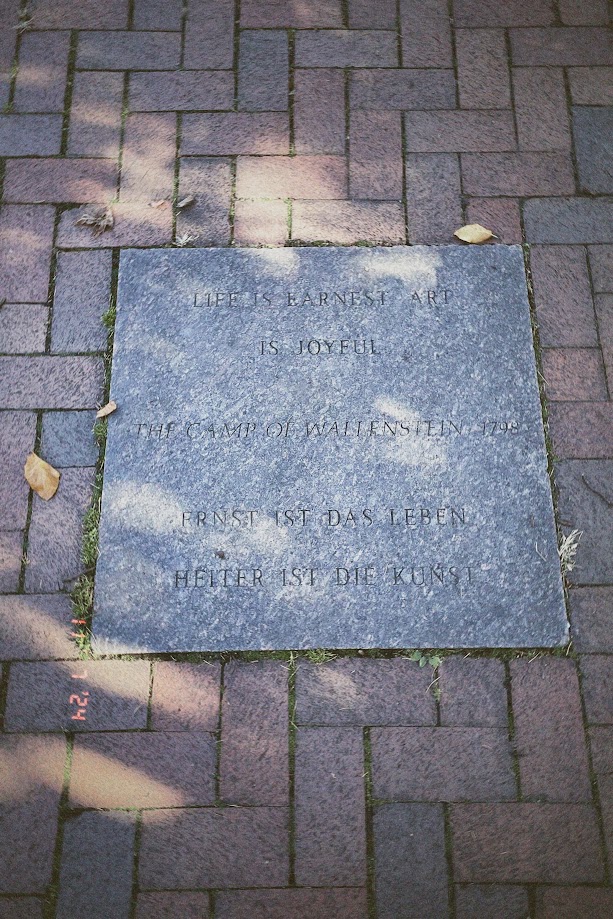 LIFE IS EARNEST ART
IS JOYFUL
THE CAMP OF WALLENSTEIN 1798
ERNST IST DAS LEBEN
HEITER IST DIE KUNST